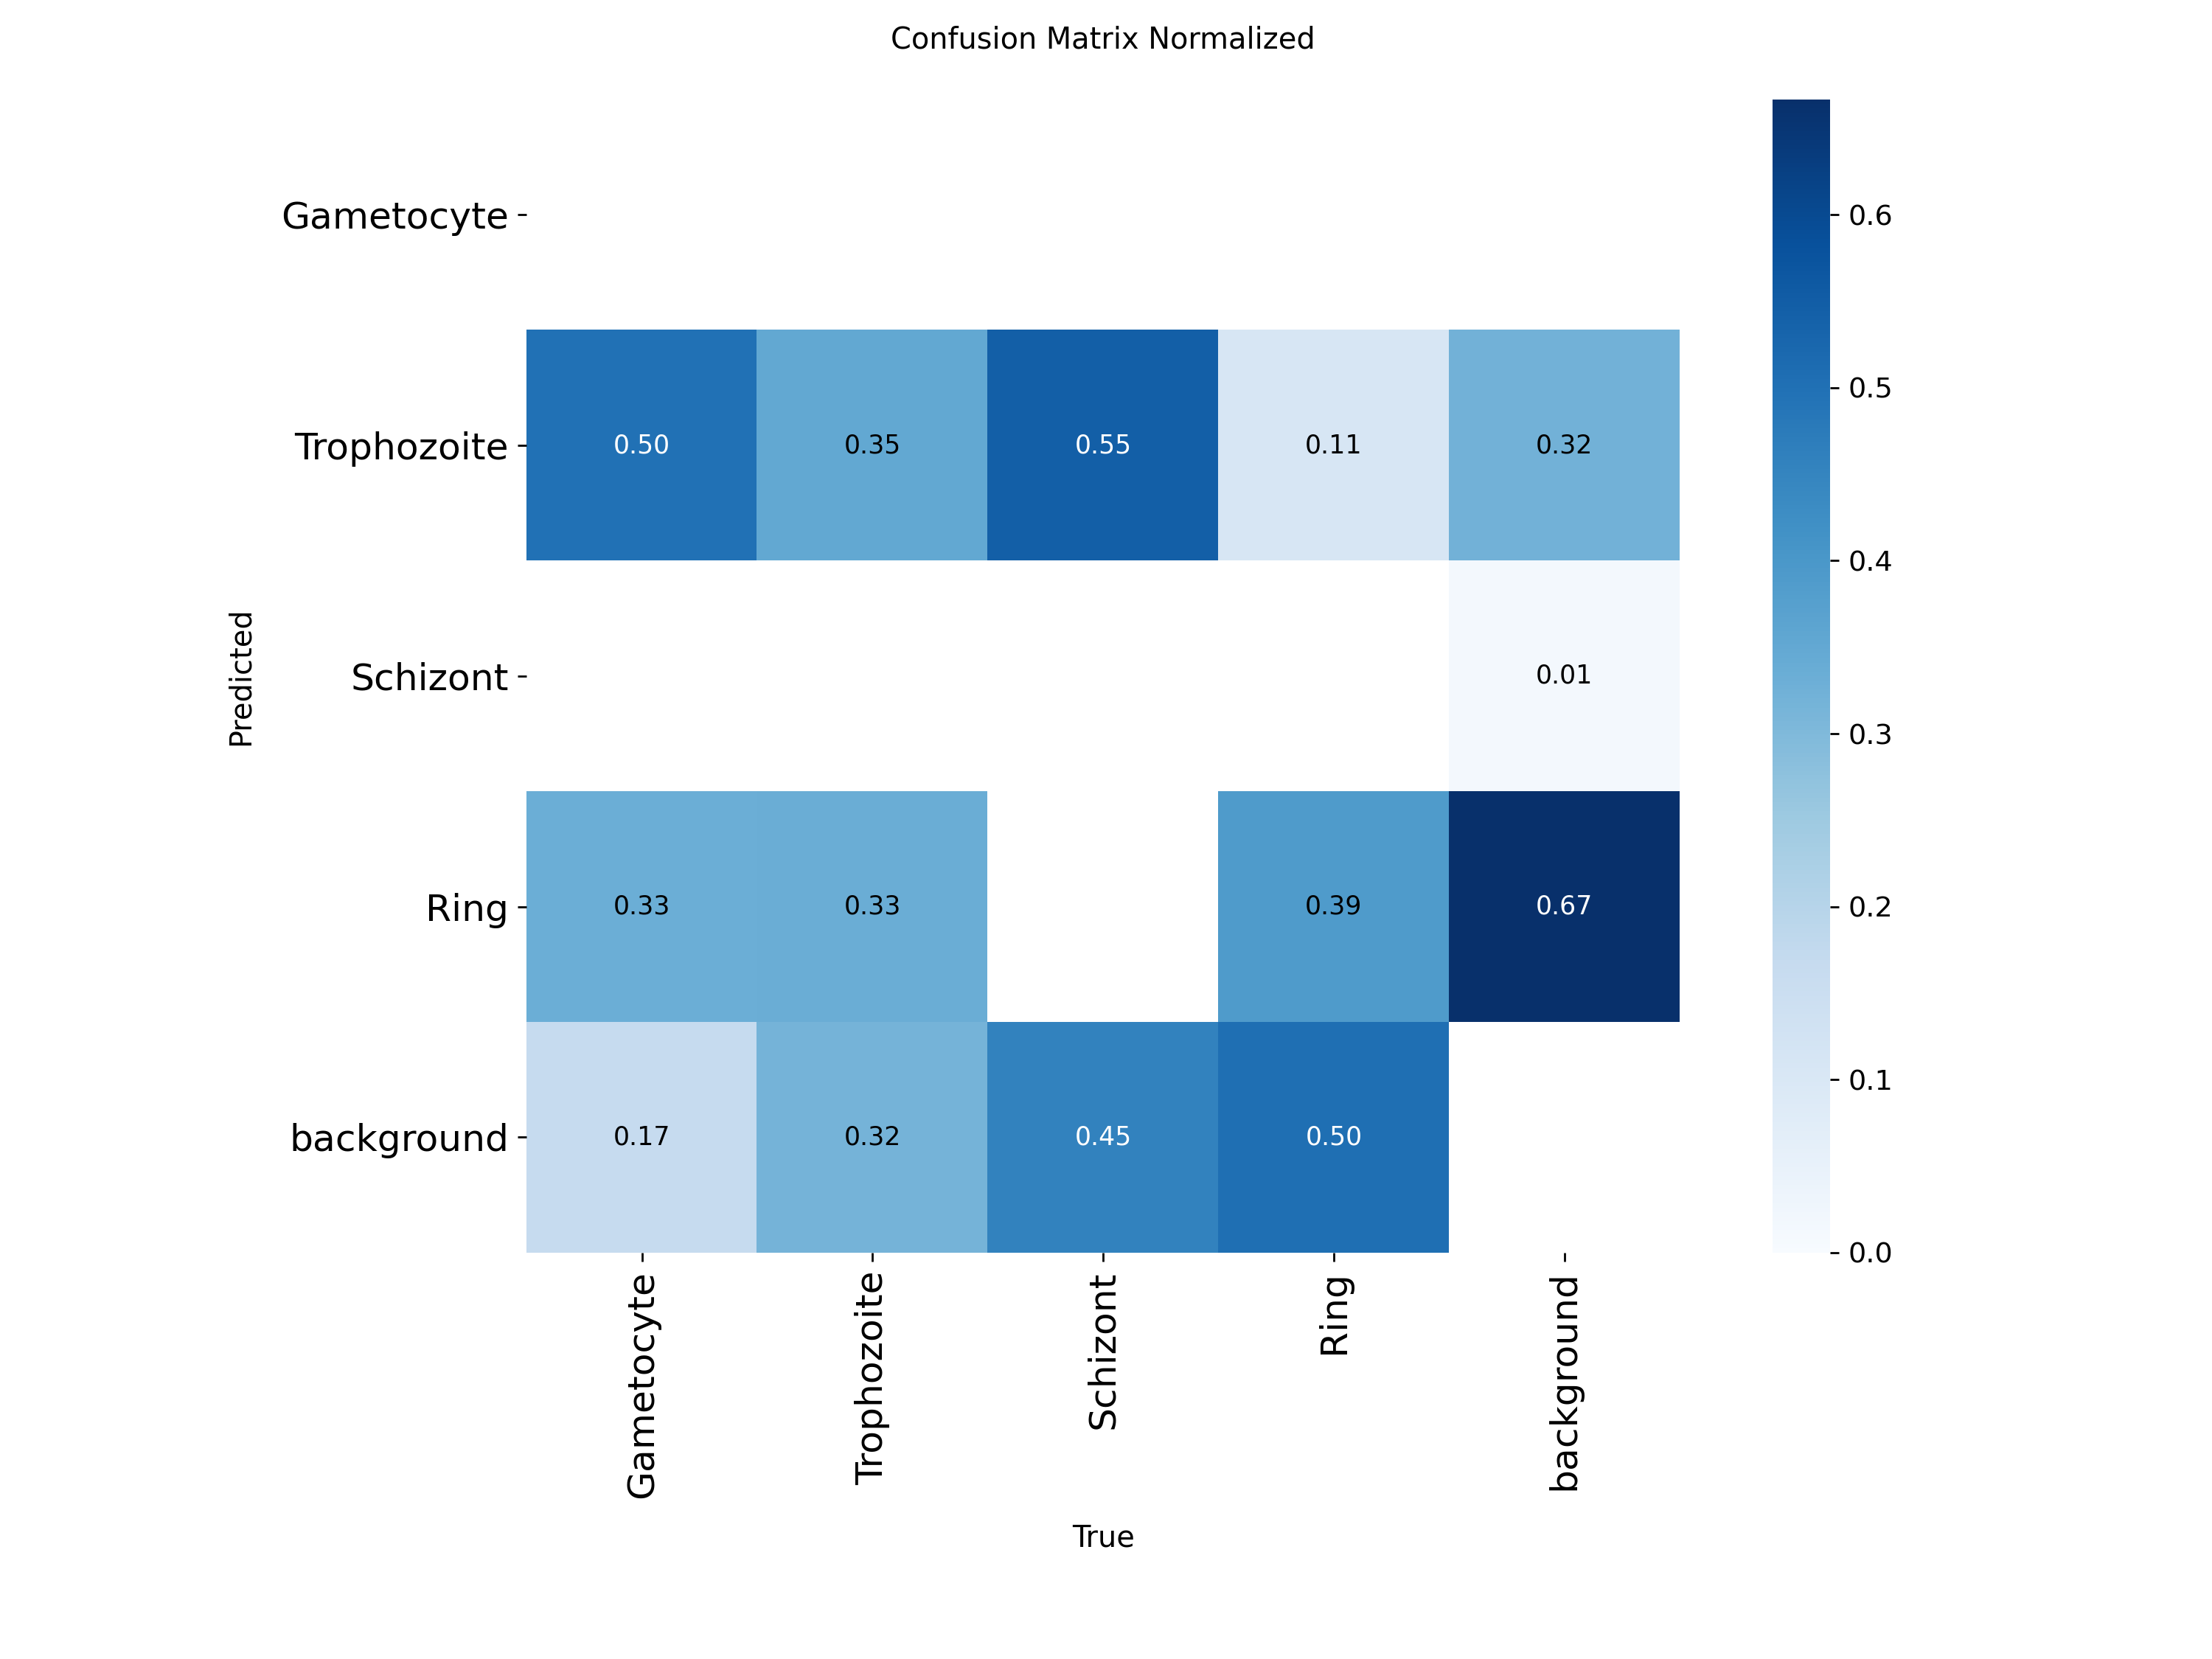 Confusion Matrix Normalized
Gametocyte
Trophozoite 0.50 0.35 0.55 0.11 0.32
Schizont 0.01
Ring 0.33 0.33 0.39 0.67
background 0.17 0.32 0.45 0.50
Predicted
Gametocyte Trophozoite Schizont Ring background
True
0.6
0.5
0.4
0.3
0.2
0.1
0.0